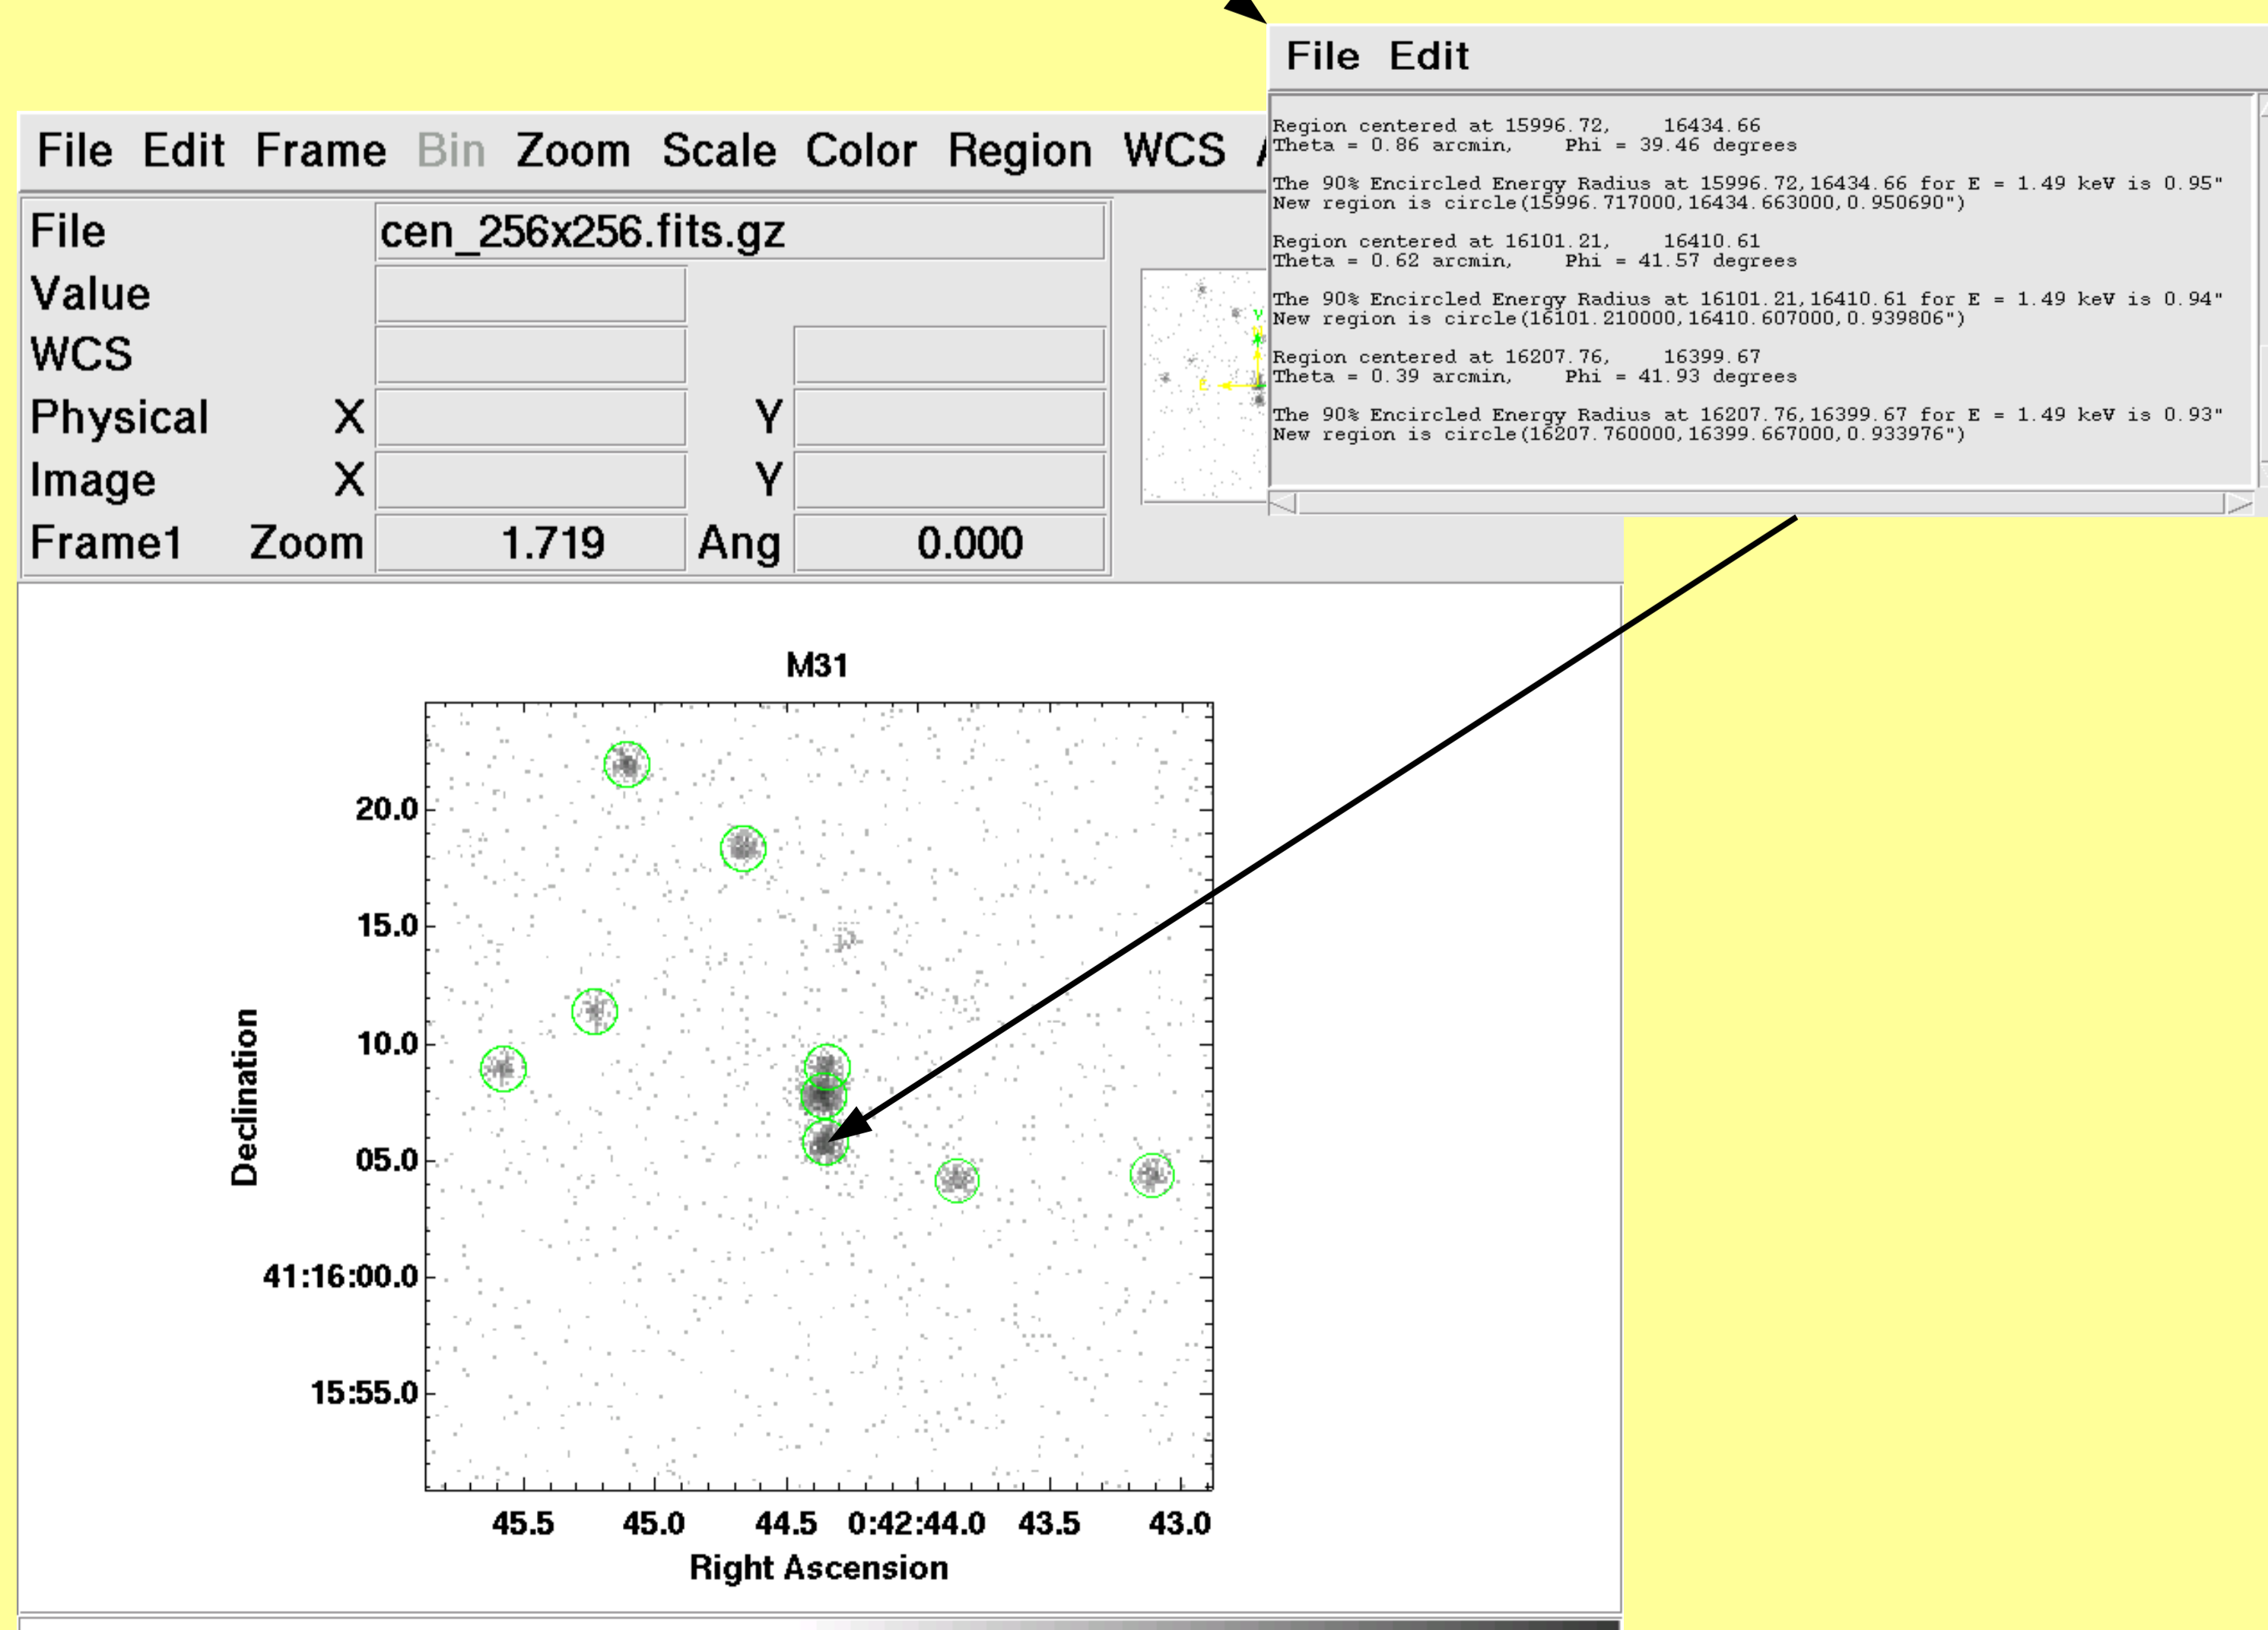 File Edit
Region centered at 15996.72, 16434.66
Theta = 0.86 arcmin, Phi = 39.46 degrees
The 90% Encircled Energy Radius at 15996.72,16434.66 for E = 1.49 keV is 0.95"
New region is circle(15996.717000,16434.663000,0.950690")
Region centered at 16101.21, 16410.61
Theta = 0.62 arcmin, Phi = 41.57 degrees
The 90% Encircled Energy Radius at 16101.21,16410.61 for E = 1.49 keV is 0.94"
New region is circle(16101.210000,16410.607000,0.939806")
Region centered at 16207.76, 16399.67
Theta = 0.39 arcmin, Phi = 41.93 degrees
The 90% Encircled Energy Radius at 16207.76,16399.67 for E = 1.49 keV is 0.93"
New region is circle(16207.760000,16399.667000,0.933976")
File Edit Frame Bin Zoom Scale Color Region WCS
File cen_256x256.fits.gz
Value
WCS
Physical X Y
Image X Y
Frame1 Zoom 1.719 Ang 0.000
Y
E
M31
20.0
15.0
10.0
05.0
41:16:00.0
15:55.0
Declination
45.5 45.0 44.5 0:42:44.0 43.5 43.0
Right Ascension